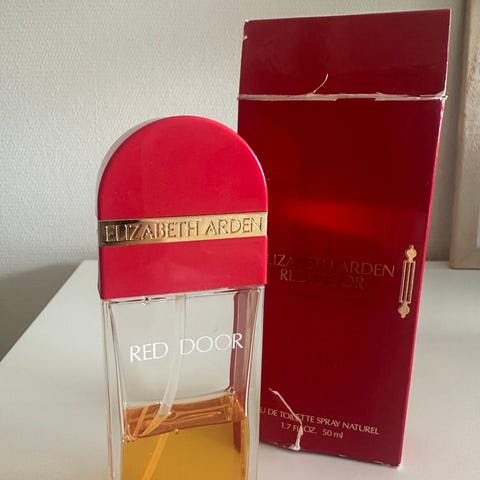 ELIZABETH ARDEN
RED DOOR
ELIZABETH ARDEN
RED DOOR
EAU DE TOILETTE SPRAY NATUREL
1.7 FL. OZ. 50 ml